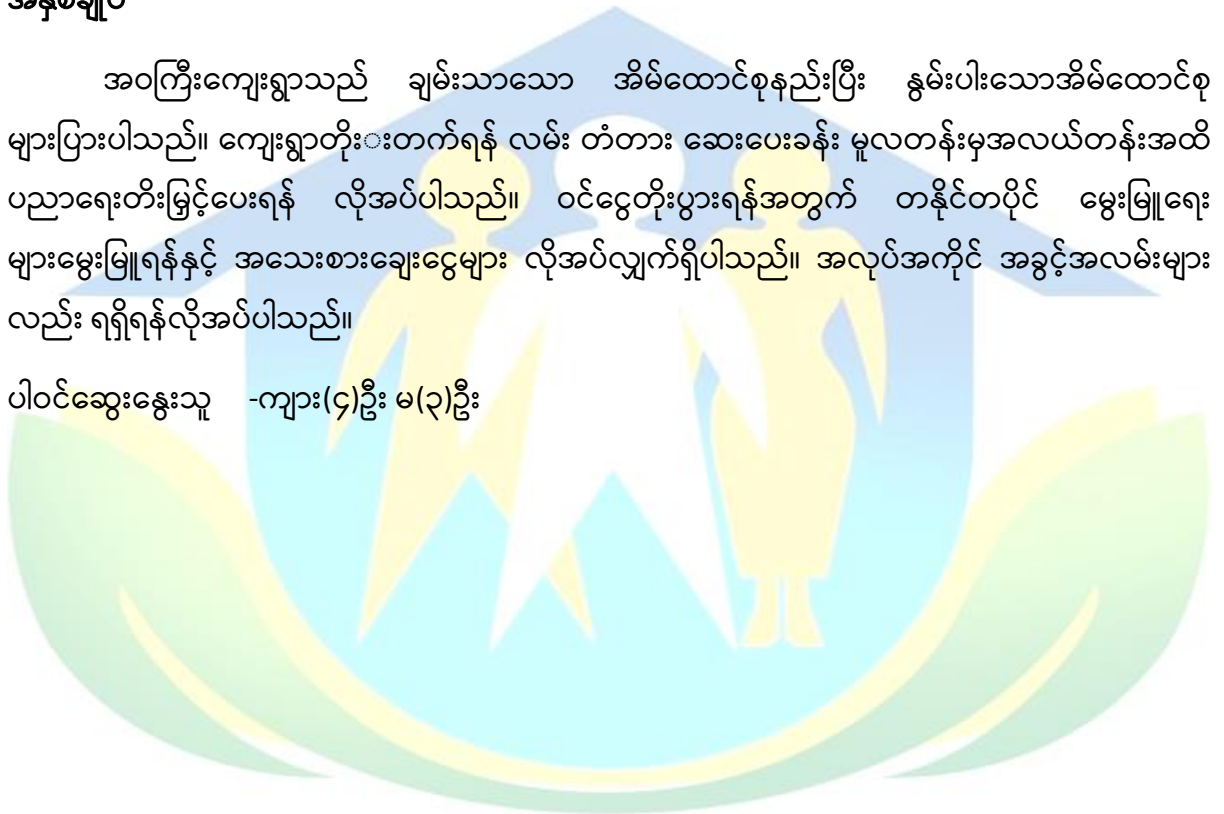 အနှစ်ချုပ်
အဝကြီးကျေးရွာသည် ချမ်းသာသော အိမ်ထောင်စုနည်းပြီး နွမ်းပါးသောအိမ်ထောင်စု
များပြားပါသည်။ ကျေးရွာတိုးးတက်ရန် လမ်း တံတား ဆေးပေးခန်း မူလတန်းမှအလယ်တန်းအထိ
ပညာရေးတိးမြှင့်ပေးရန် လိုအပ်ပါသည်။ ဝင်ငွေတိုးပွားရန်အတွက် တနိုင်တပိုင် မွေးမြူရေး
များမွေးမြူရန်နှင့် အသေးစားချေးငွေများ လိုအပ်လျှက်ရှိပါသည်။ အလုပ်အကိုင် အခွင့်အလမ်းများ
လည်း ရရှိရန်လိုအပ်ပါသည်။
ပါဝင်ဆွေးနွေးသူ -ကျား(၄)ဦး မ(၃)ဦး